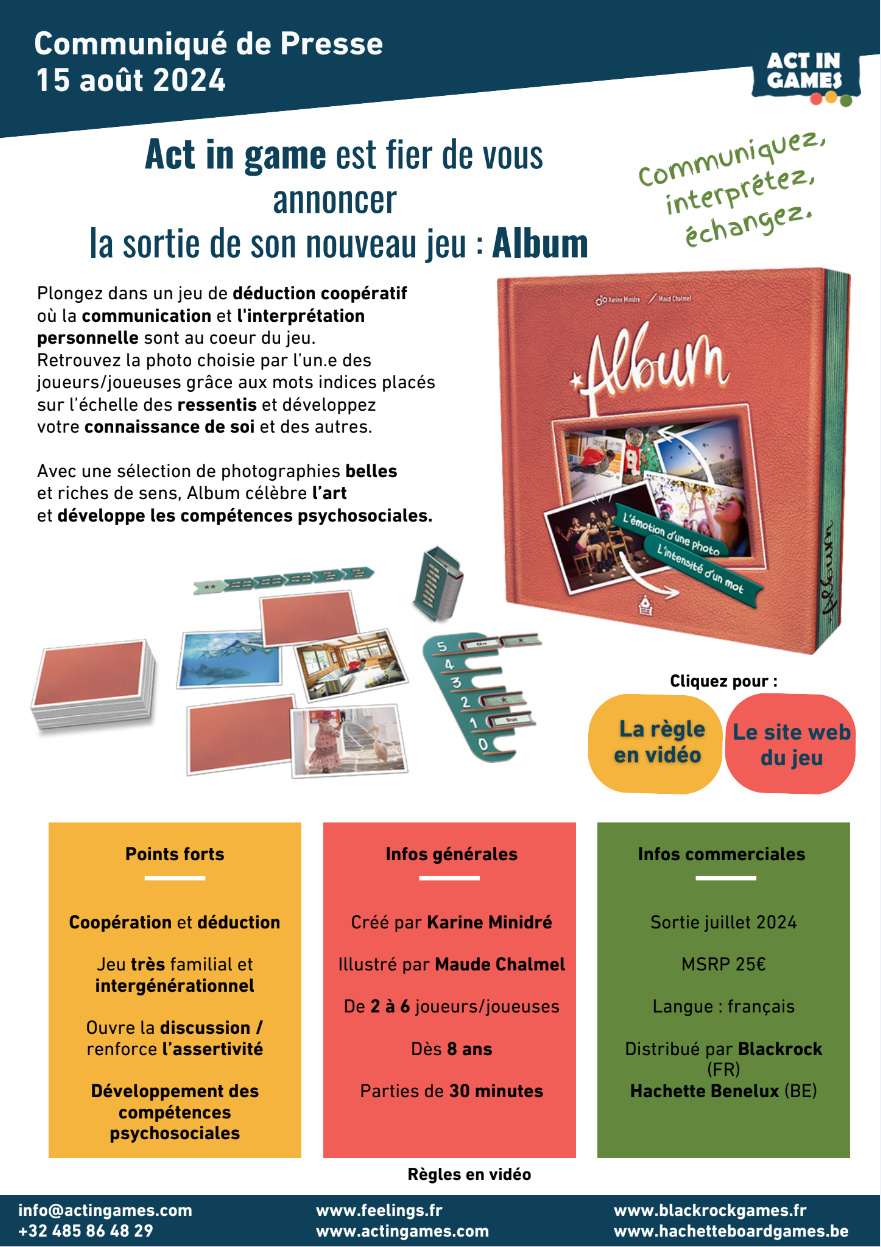 Communiqué de Presse
15 août 2024
ACT IN
GAMES
Act in game est fier de vous
annoncer
la sortie de son nouveau jeu : Album
Communiquez,
interprétez,
échangez.
Plongez dans un jeu de déduction coopératif
où la communication et l'interprétation
personnelle sont au coeur du jeu.
Retrouvez la photo choisie par l'un.e des
joueurs/joueuses grâce aux mots indices placés
sur l'échelle des ressentis et développez
votre connaissance de soi et des autres.
Avec une sélection de photographies belles
et riches de sens, Album célèbre l'art
et développe les compétences psychosociales.
Karine Minidré
Maud Chalmel
Album
L'émotion d'une photo
L'intensité d'un mot
Album
5
4
3
2
1
0
Cliquez pour :
La règle
en vidéo
Le site web
du jeu
Points forts
Coopération et déduction
Jeu très familial et
intergénérationnel
Ouvre la discussion /
renforce l'assertivité
Développement des
compétences
psychosociales
Infos générales
Créé par Karine Minidré
Illustré par Maude Chalmel
De 2 à 6 joueurs/joueuses
Dès 8 ans
Parties de 30 minutes
Infos commerciales
Sortie juillet 2024
MSRP 25€
Langue : français
Distribué par Blackrock
(FR)
Hachette Benelux (BE)
Règles en vidéo
info@actingames.com
+32 485 86 48 29
www.feelings.fr
www.actingames.com
www.blackrockgames.fr
www.hachetteboardgames.be